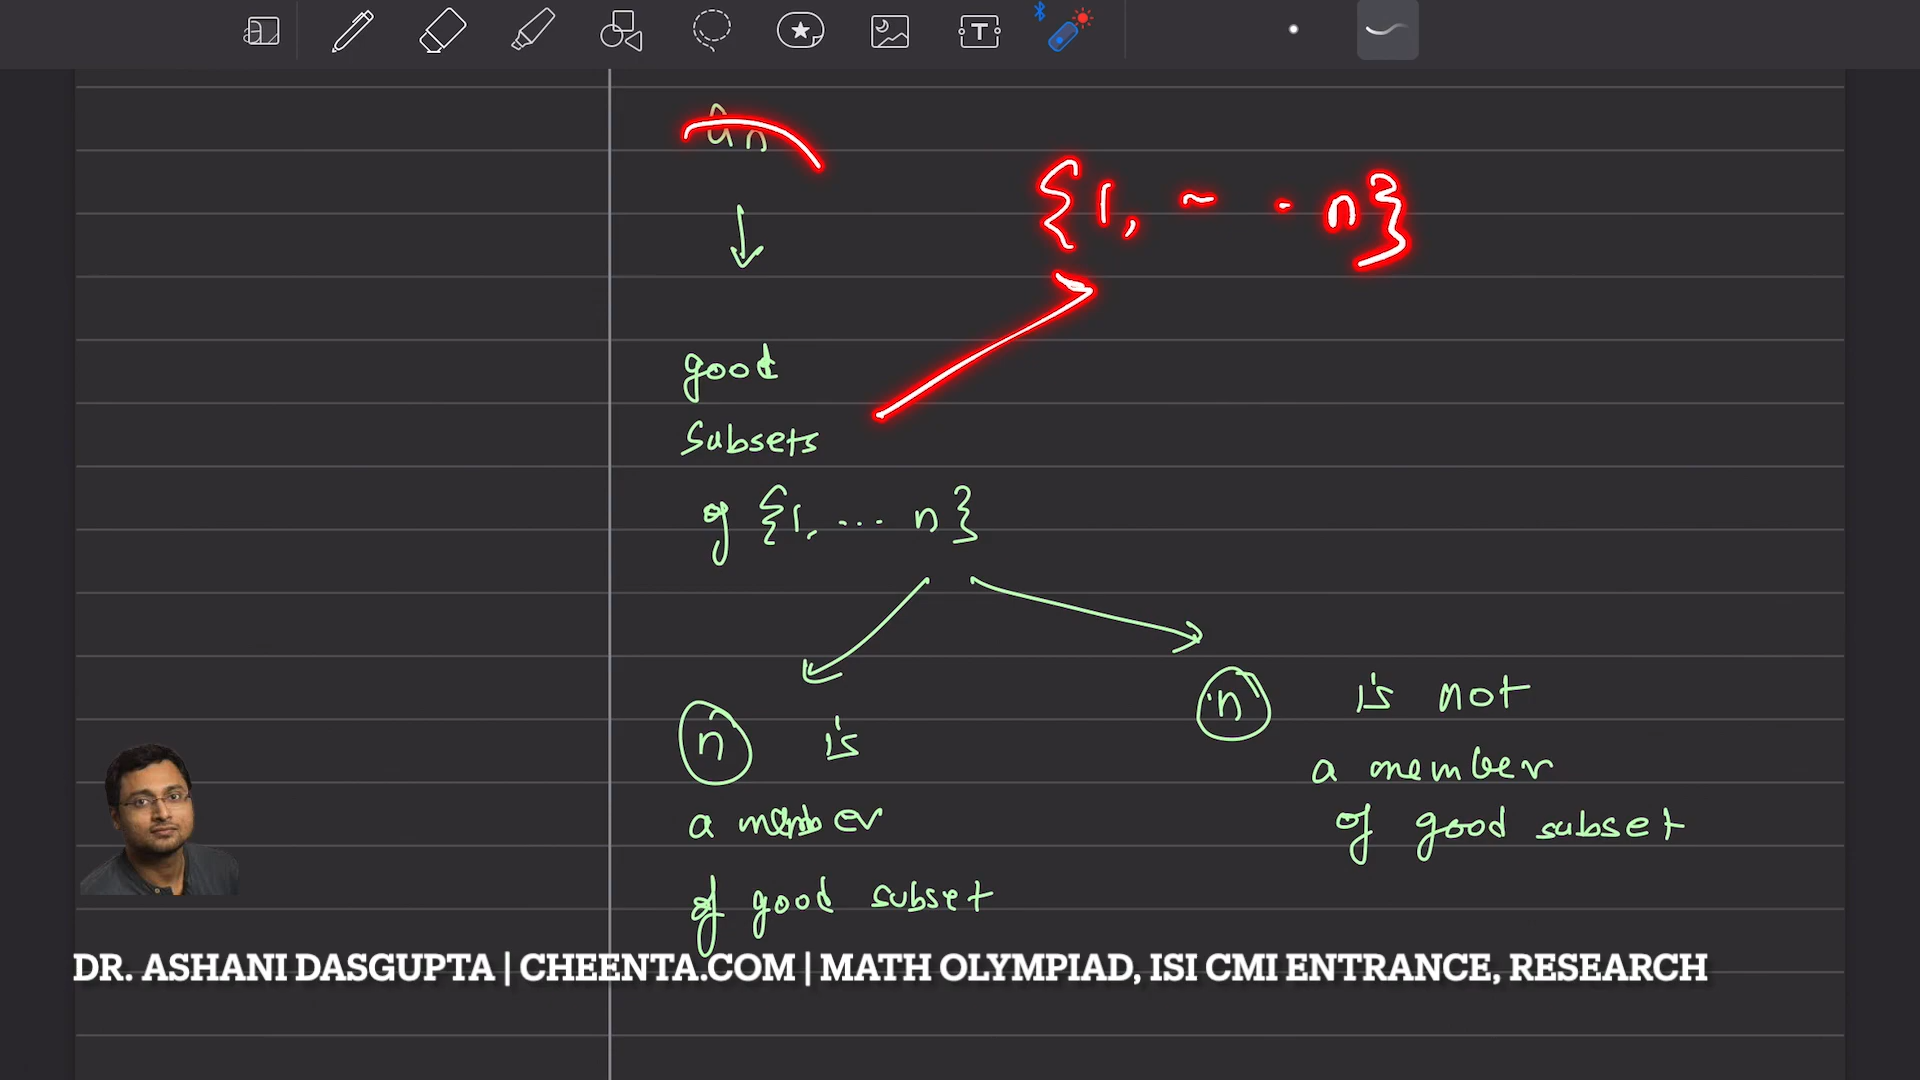 an
{1, ~ · n}
good
subsets
of {1, ... n}
n is
a member
of good subset
n is not
a member
of good subset
DR. ASHANI DASGUPTA | CHEENTA.COM | MATH OLYMPIAD, ISI CMI ENTRANCE, RESEARCH